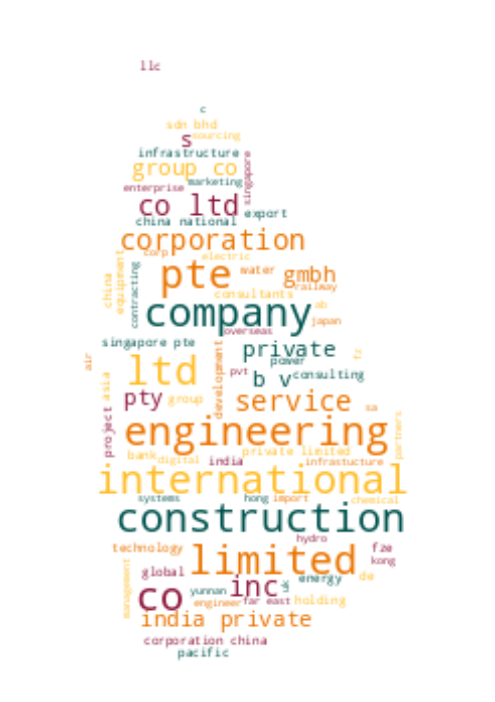 llc
c
sdn bhd
sourcing
s
infrastructure
group co
marketing
singapore
enterprise
co ltd
export
china national
corporation
corp
electric
equipment
china
contracting
pte
water
gmbh
railway
consultants
ab
company
japan
overseas
singapore pte
private
fz
air
power
development
ltd
pvt
b v
consulting
asia
pty
group
service
sa
project
partners
engineering
private limited
bank
digital
india
infrastucture
international
systems
hong
import
chemical
construction
hydro
technology
limited
fze
kong
global
energy
de
management
co
yunnan
inc
uk
engineer
far east
holding
india private
corporation china
pacific